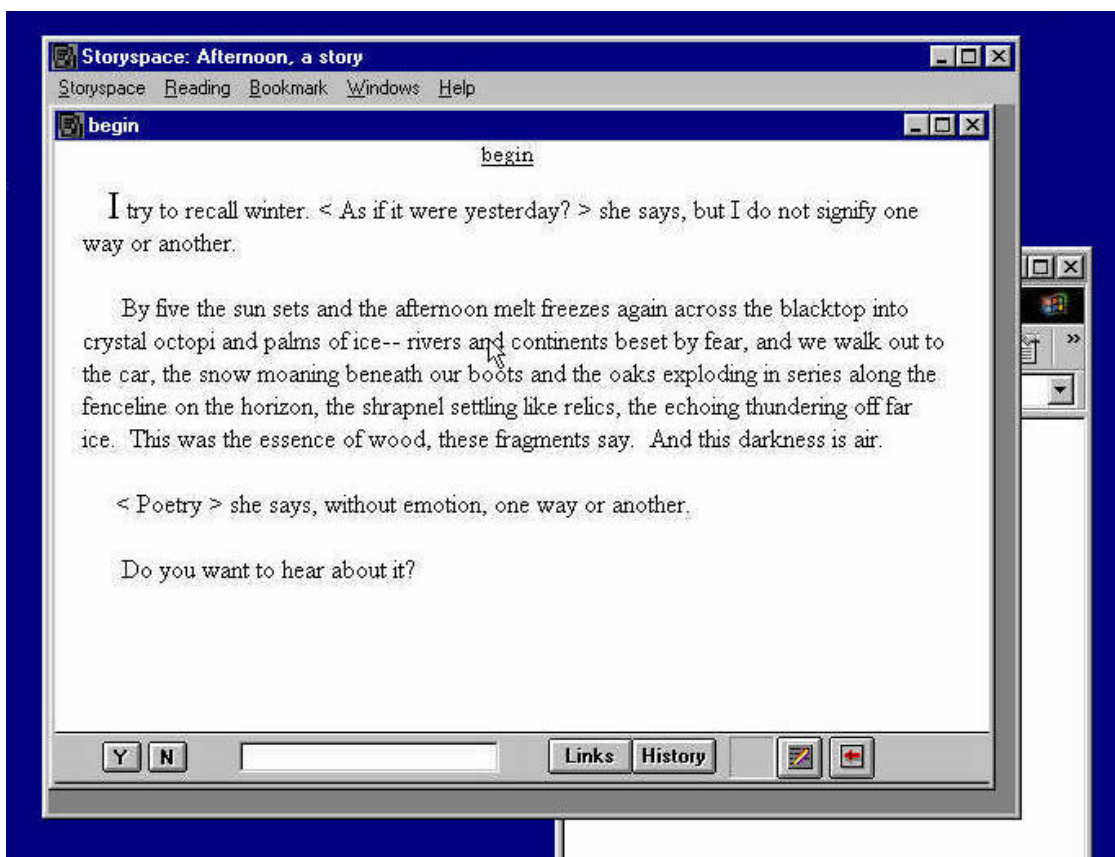 Storyspace: Afternoon, a story
Storyspace Reading Bookmark Windows Help
begin
begin
I try to recall winter. < As if it were yesterday? > she says, but I do not signify one
way or another.
By five the sun sets and the afternoon melt freezes again across the blacktop into
crystal octopi and palms of ice-- rivers and continents beset by fear, and we walk out to
the car, the snow moaning beneath our boots and the oaks exploding in series along the
fenceline on the horizon, the shrapnel settling like relics, the echoing thundering off far
ice.  This was the essence of wood, these fragments say.  And this darkness is air.
< Poetry > she says, without emotion, one way or another.
Do you want to hear about it?
Y N Links History